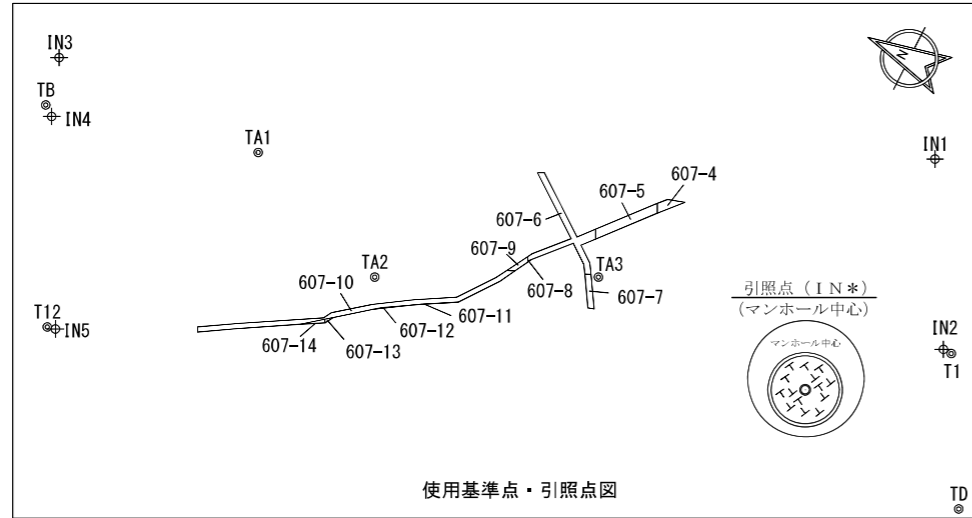 IN3
TB
IN4
TA1
N
IN1
607-4
607-5
607-6
607-9
TA2
TA3
607-8
607-10
607-7
引照点(IN*)
(マンホール中心)
T12
IN5
607-11
607-12
607-14
607-13
IN2
マンホール中心
T1
使用基準点・引照点図
TD